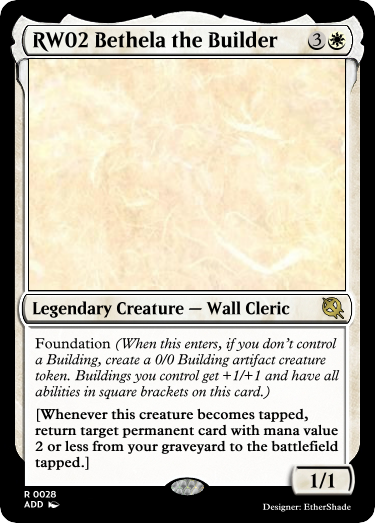 RW02 Bethela the Builder 3
Legendary Creature — Wall Cleric
Foundation (When this enters, if you don't control
a Building, create a 0/0 Building artifact creature
token. Buildings you control get +1/+1 and have all
abilities in square brackets on this card.)
[Whenever this creature becomes tapped,
return target permanent card with mana value
2 or less from your graveyard to the battlefield
tapped.]
1/1
R 0028
ADD
Designer: EtherShade